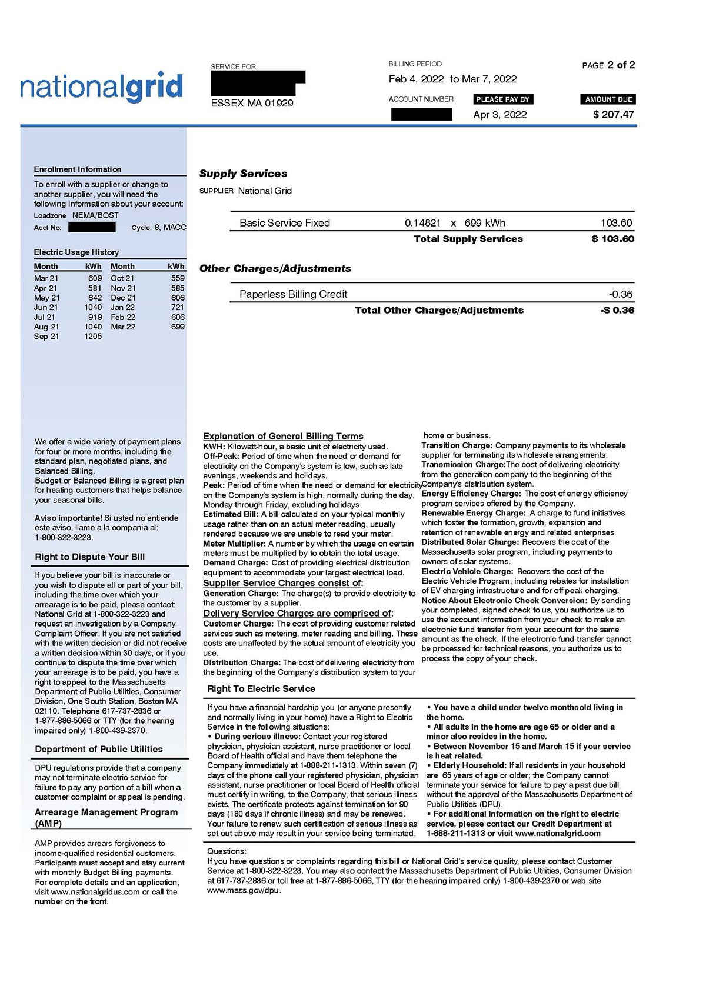 nationalgrid
SERVICE FOR
ESSEX MA 01929
BILLING PERIOD
Feb 4, 2022 to Mar 7, 2022
PAGE 2 of 2
ACCOUNT NUMBER
PLEASE PAY BY
Apr 3, 2022
AMOUNT DUE
$ 207.47
Enrollment Information
To enroll with a supplier or change to
another supplier, you will need the
following information about your account:
Loadzone NEMA/BOST
Acct No: Cycle: 8, MACC
Electric Usage History
Month kWh Month kWh
Mar 21 609 Oct 21 559
Apr 21 581 Nov 21 585
May 21 642 Dec 21 606
Jun 21 1040 Jan 22 721
Jul 21 919 Feb 22 606
Aug 21 1040 Mar 22 699
Sep 21 1205
Supply Services
SUPPLIER National Grid
Basic Service Fixed 0.14821 x 699 kWh 103.60
Total Supply Services $ 103.60
Other Charges/Adjustments
Paperless Billing Credit -0.36
Total Other Charges/Adjustments -$ 0.36
We offer a wide variety of payment plans
for four or more months, including the
standard plan, negotiated plans, and
Balanced Billing.
Budget or Balanced Billing is a great plan
for heating customers that helps balance
your seasonal bills.
Aviso importante! Si usted no entiende
este aviso, llame a la compania al:
1-800-322-3223.
Right to Dispute Your Bill
If you believe your bill is inaccurate or
you wish to dispute all or part of your bill,
including the time over which your
arrearage is to be paid, please contact:
National Grid at 1-800-322-3223 and
request an investigation by a Company
Complaint Officer. If you are not satisfied
with the written decision or did not receive
a written decision within 30 days, or if you
continue to dispute the time over which
your arrearage is to be paid, you have a
right to appeal to the Massachusetts
Department of Public Utilities, Consumer
Division, One South Station, Boston MA
02110. Telephone 617-737-2836 or
1-877-886-5066 or TTY (for the hearing
impaired only) 1-800-439-2370.
Department of Public Utilities
DPU regulations provide that a company
may not terminate electric service for
failure to pay any portion of a bill when a
customer complaint or appeal is pending.
Arrearage Management Program
(AMP)
AMP provides arrears forgiveness to
income-qualified residential customers.
Participants must accept and stay current
with monthly Budget Billing payments.
For complete details and an application,
visit www.nationalgridus.com or call the
number on the front.
Explanation of General Billing Terms
KWH: Kilowatt-hour, a basic unit of electricity used.
Off-Peak: Period of time when the need or demand for
electricity on the Company's system is low, such as late
evenings, weekends and holidays.
Peak: Period of time when the need or demand for electricity
on the Company's system is high, normally during the day,
Monday through Friday, excluding holidays
Estimated Bill: A bill calculated on your typical monthly
usage rather than on an actual meter reading, usually
rendered because we are unable to read your meter.
Meter Multiplier: A number by which the usage on certain
meters must be multiplied by to obtain the total usage.
Demand Charge: Cost of providing electrical distribution
equipment to accommodate your largest electrical load.
Supplier Service Charges consist of:
Generation Charge: The charge(s) to provide electricity to
the customer by a supplier.
Delivery Service Charges are comprised of:
Customer Charge: The cost of providing customer related
services such as metering, meter reading and billing. These
costs are unaffected by the actual amount of electricity you
use.
Distribution Charge: The cost of delivering electricity from
the beginning of the Company's distribution system to your
home or business.
Transition Charge: Company payments to its wholesale
supplier for terminating its wholesale arrangements.
Transmission Charge:The cost of delivering electricity
from the generation company to the beginning of the
Company's distribution system.
Energy Efficiency Charge: The cost of energy efficiency
program services offered by the Company.
Renewable Energy Charge: A charge to fund initiatives
which foster the formation, growth, expansion and
retention of renewable energy and related enterprises.
Distributed Solar Charge: Recovers the cost of the
Massachusetts solar program, including payments to
owners of solar systems.
Electric Vehicle Charge: Recovers the cost of the
Electric Vehicle Program, including rebates for installation
of EV charging infrastructure and for off peak charging.
Notice About Electronic Check Conversion: By sending
your completed, signed check to us, you authorize us to
use the account information from your check to make an
electronic fund transfer from your account for the same
amount as the check. If the electronic fund transfer cannot
be processed for technical reasons, you authorize us to
process the copy of your check.
Right To Electric Service
If you have a financial hardship you (or anyone presently
and normally living in your home) have a Right to Electric
Service in the following situations:
• During serious illness: Contact your registered
physician, physician assistant, nurse practitioner or local
Board of Health official and have them telephone the
Company immediately at 1-888-211-1313. Within seven (7)
days of the phone call your registered physician, physician
assistant, nurse practitioner or local Board of Health official
must certify in writing, to the Company, that serious illness
exists. The certificate protects against termination for 90
days (180 days if chronic illness) and may be renewed.
Your failure to renew such certification of serious illness as
set out above may result in your service being terminated.
• You have a child under twelve monthsold living in
the home.
• All adults in the home are age 65 or older and a
minor also resides in the home.
• Between November 15 and March 15 if your service
is heat related.
• Elderly Household: If all residents in your household
are 65 years of age or older; the Company cannot
terminate your service for failure to pay a past due bill
without the approval of the Massachusetts Department of
Public Utilities (DPU).
• For additional information on the right to electric
service, please contact our Credit Department at
1-888-211-1313 or visit www.nationalgrid.com
Questions:
If you have questions or complaints regarding this bill or National Grid's service quality, please contact Customer
Service at 1-800-322-3223. You may also contact the Massachusetts Department of Public Utilities, Consumer Division
at 617-737-2836 or toll free at 1-877-886-5066, TTY (for the hearing impaired only) 1-800-439-2370 or web site
www.mass.gov/dpu.